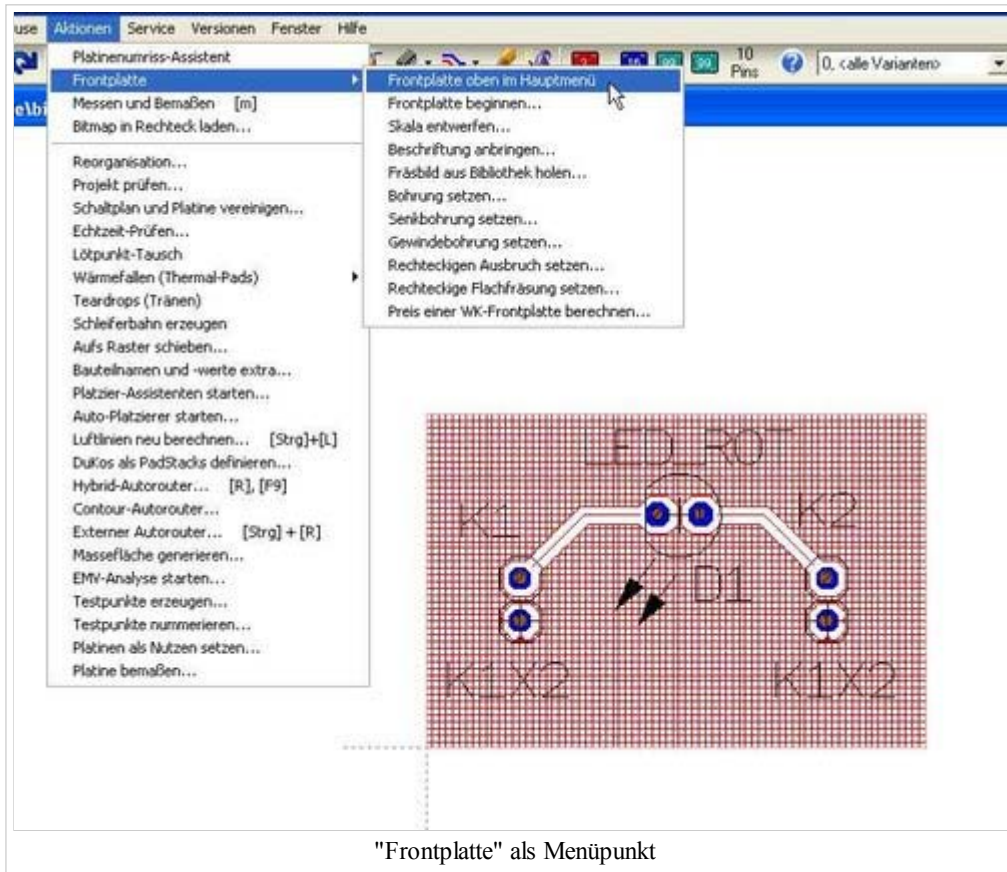 Aktionen Service Versionen Fenster Hilfe
10
Pins
0, <alle Varianten>
Platinenumriss-Assistent
Frontplatte
Messen und Bemaßen [m]
Bitmap in Rechteck laden...
Reorganisation...
Projekt prüfen...
Schaltplan und Platine vereinigen...
Echtzeit-Prüfen...
Lötpunkt-Tausch
Wärmefallen (Thermal-Pads)
Teardrops (Tränen)
Schleiferbahn erzeugen
Aufs Raster schieben...
Bauteilnamen und -werte extra...
Platzier-Assistenten starten...
Auto-Platzierer starten...
Luftlinien neu berechnen... [Strg]+[L]
DuKos als PadStacks definieren...
Hybrid-Autorouter... [R], [F9]
Contour-Autorouter...
Externer Autorouter... [Strg] + [R]
Massefläche generieren...
EMV-Analyse starten...
Testpunkte erzeugen...
Testpunkte nummerieren...
Platinen als Nutzen setzen...
Platine bemaßen...
Frontplatte oben im Hauptmenü
Frontplatte beginnen...
Skala entwerfen...
Beschriftung anbringen...
Fräsbild aus Bibliothek holen...
Bohrung setzen...
Senkbohrung setzen...
Gewindebohrung setzen...
Rechteckigen Ausbruch setzen...
Rechteckige Flachfräsung setzen...
Preis einer WK-Frontplatte berechnen...
LED_ROT
K1
K2
D1
K1X2
K1X2
"Frontplatte" als Menüpunkt